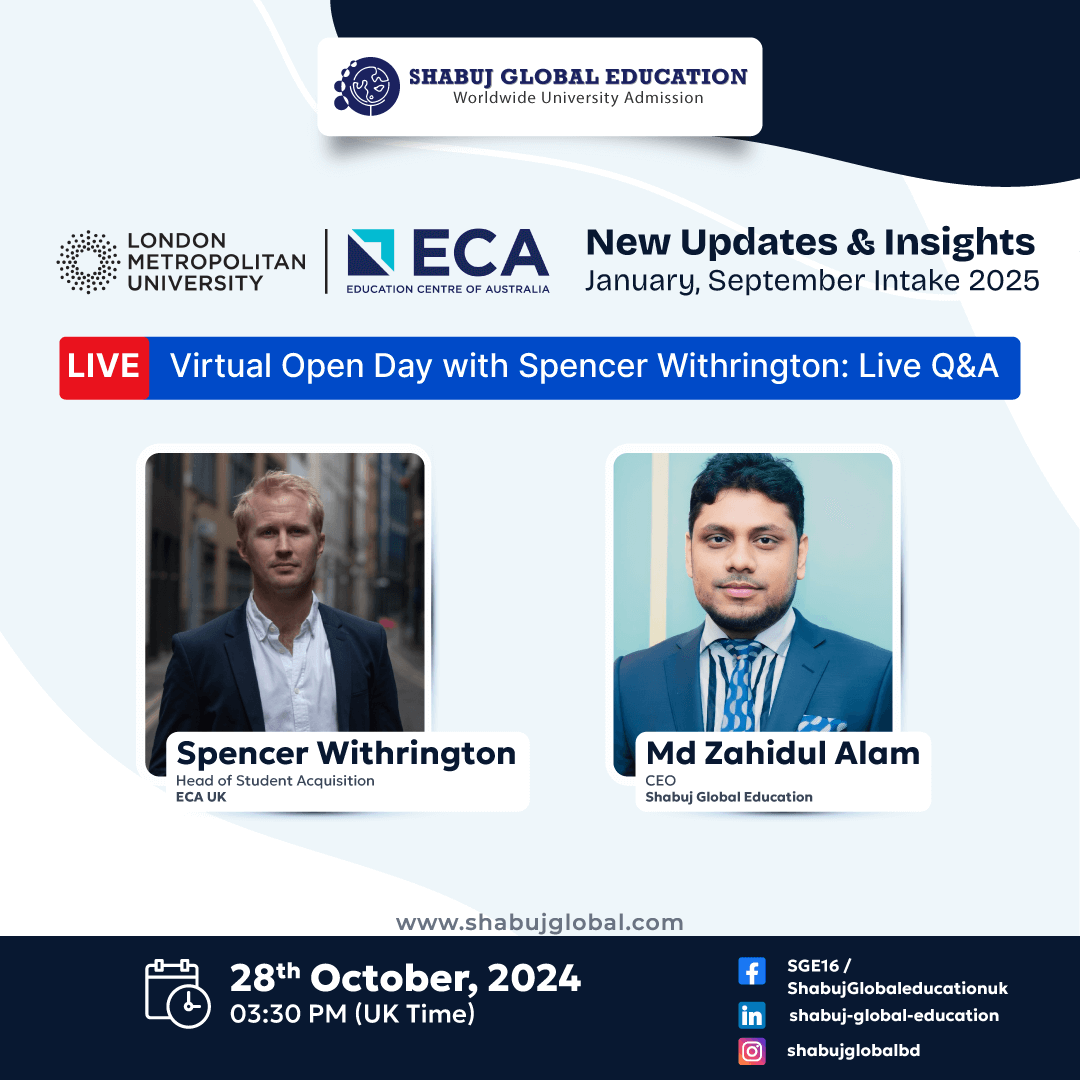 SHABUJ GLOBAL EDUCATION
Worldwide University Admission
LONDON
METROPOLITAN
UNIVERSITY
ECA
EDUCATION CENTRE OF AUSTRALIA
New Updates & Insights
January, September Intake 2025
LIVE Virtual Open Day with Spencer Withrington: Live Q&A
Spencer Withrington
Head of Student Acquisition
ECA UK
Md Zahidul Alam
CEO
Shabuj Global Education
www.shabujglobal.com
28th October, 2024
03:30 PM (UK Time)
SGE16 /
ShabujGlobaleducationuk
shabuj-global-education
shabujglobalbd